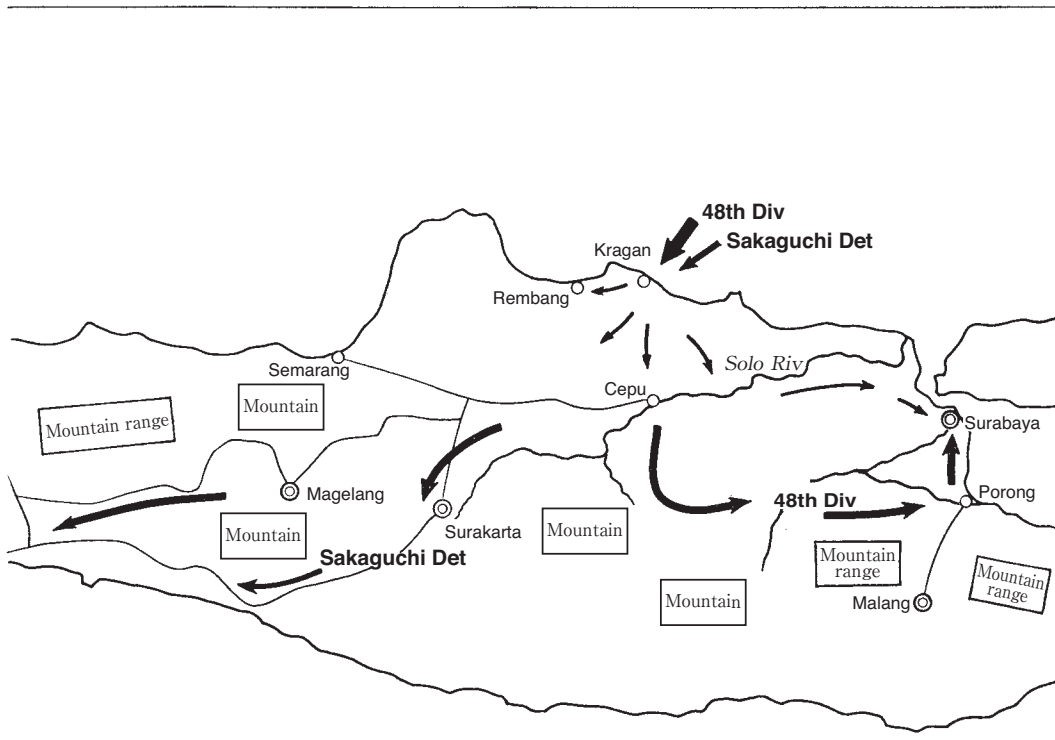 48th Div
Sakaguchi Det
Kragan
Rembang
Semarang
Solo Riv
Cepu
Mountain
Mountain range
Surabaya
Magelang
Surakarta
48th Div
Porong
Mountain
Mountain
Sakaguchi Det
Mountain
range
Mountain
range
Mountain
Malang